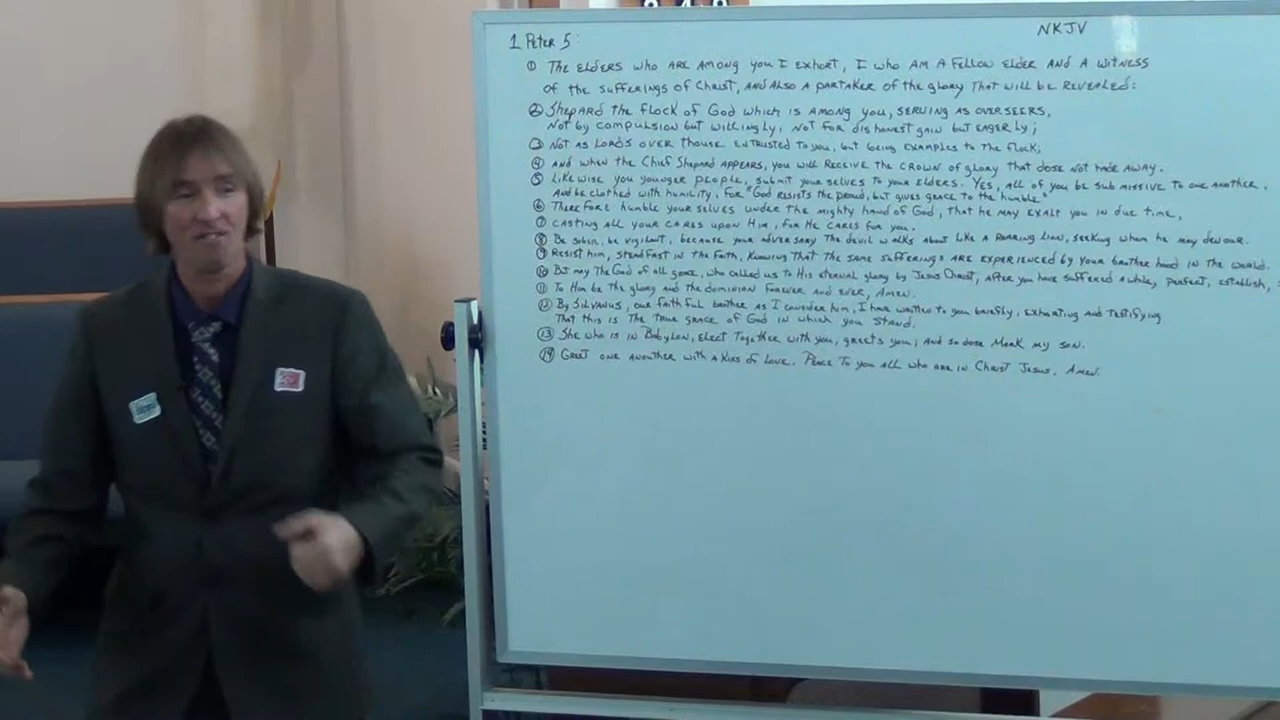 NKJV
1 Peter 5:
① The Elders who are among you I exhort, I who am a fellow elder and a witness
of the sufferings of Christ, and also a partaker of the glory that will be revealed:
② Shepard the flock of God which is among you, serving as overseers,
Not by compulsion but willingly, not for dishonest gain but eagerly;
③ Not as Lords over thouse entrusted to you, but being examples to the flock;
④ And when the Chief Shepard appears, you will receive the crown of glory that dose not fade away.
⑤ Likewise you younger people, submit your selves to your elders. Yes, all of you be submissive to one another,
And be clothed with humility, for "God resists the proud, but gives grace to the humble"
⑥ Therefore humble your selves under the mighty hand of God, that he may exalt you in due time,
⑦ Casting all your cares upon Him, for He cares for you.
⑧ Be sober, be vigilant, because your adversary the devil walks about like a roaring lion, seeking whom he may devour.
⑨ Resist him, steadfast in the faith, knowing that the same sufferings are experienced by your brother hood in the world.
⑩ But may the God of all grace, who called us to His eternal glory by Jesus Christ, after you have suffered a while, perfect, establish,
⑪ To Him be the glory and the dominion forever and ever, Amen.
⑫ By Silvanus, our faithful brother as I consider him, I have written to you briefly, exhorting and testifying
That this is the true grace of God in which you stand.
⑬ She who is in Babylon, elect together with you, greets you; and so dose Mark my son.
⑭ Greet one another with a kiss of love. Peace to you all who are in Christ Jesus. Amen.